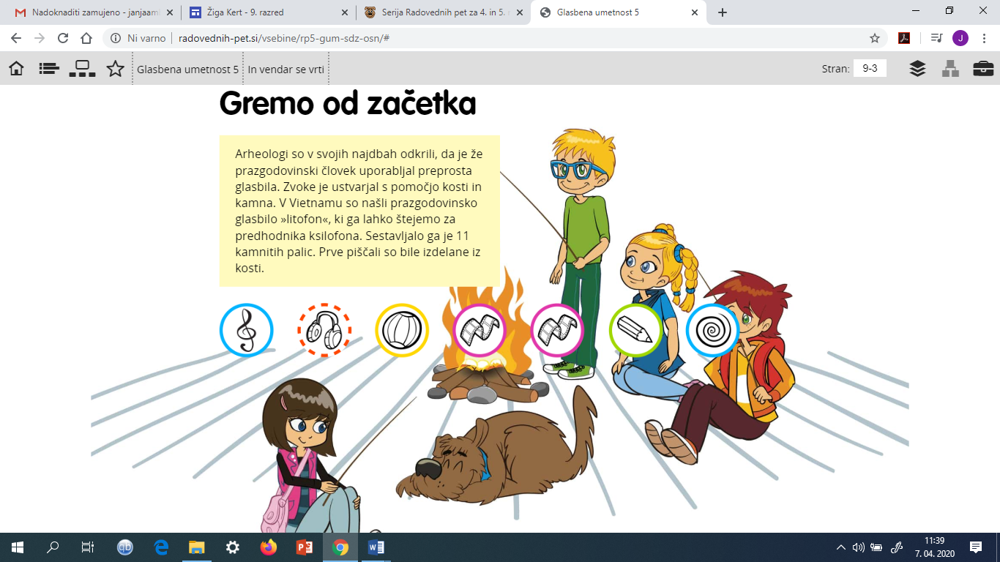 Nadoknaditi zamujeno - janjaam
Žiga Kert - 9. razred
Serija Radovednih pet za 4. in 5. r
Glasbena umetnost 5
Ni varno
radovednih-pet.si/vsebine/rp5-gum-sdz-osn/#
J
Glasbena umetnost 5
In vendar se vrti
Stran:
9-3
Gremo od začetka
Arheologi so v svojih najdbah odkrili, da je že
prazgodovinski človek uporabljal preprosta
glasbila. Zvoke je ustvarjal s pomočjo kosti in
kamna. V Vietnamu so našli prazgodovinsko
glasbilo »litofon«, ki ga lahko štejemo za
predhodnika ksilofona. Sestavljalo ga je 11
kamnitih palic. Prve piščali so bile izdelane iz
kosti.
11:39
7. 04. 2020